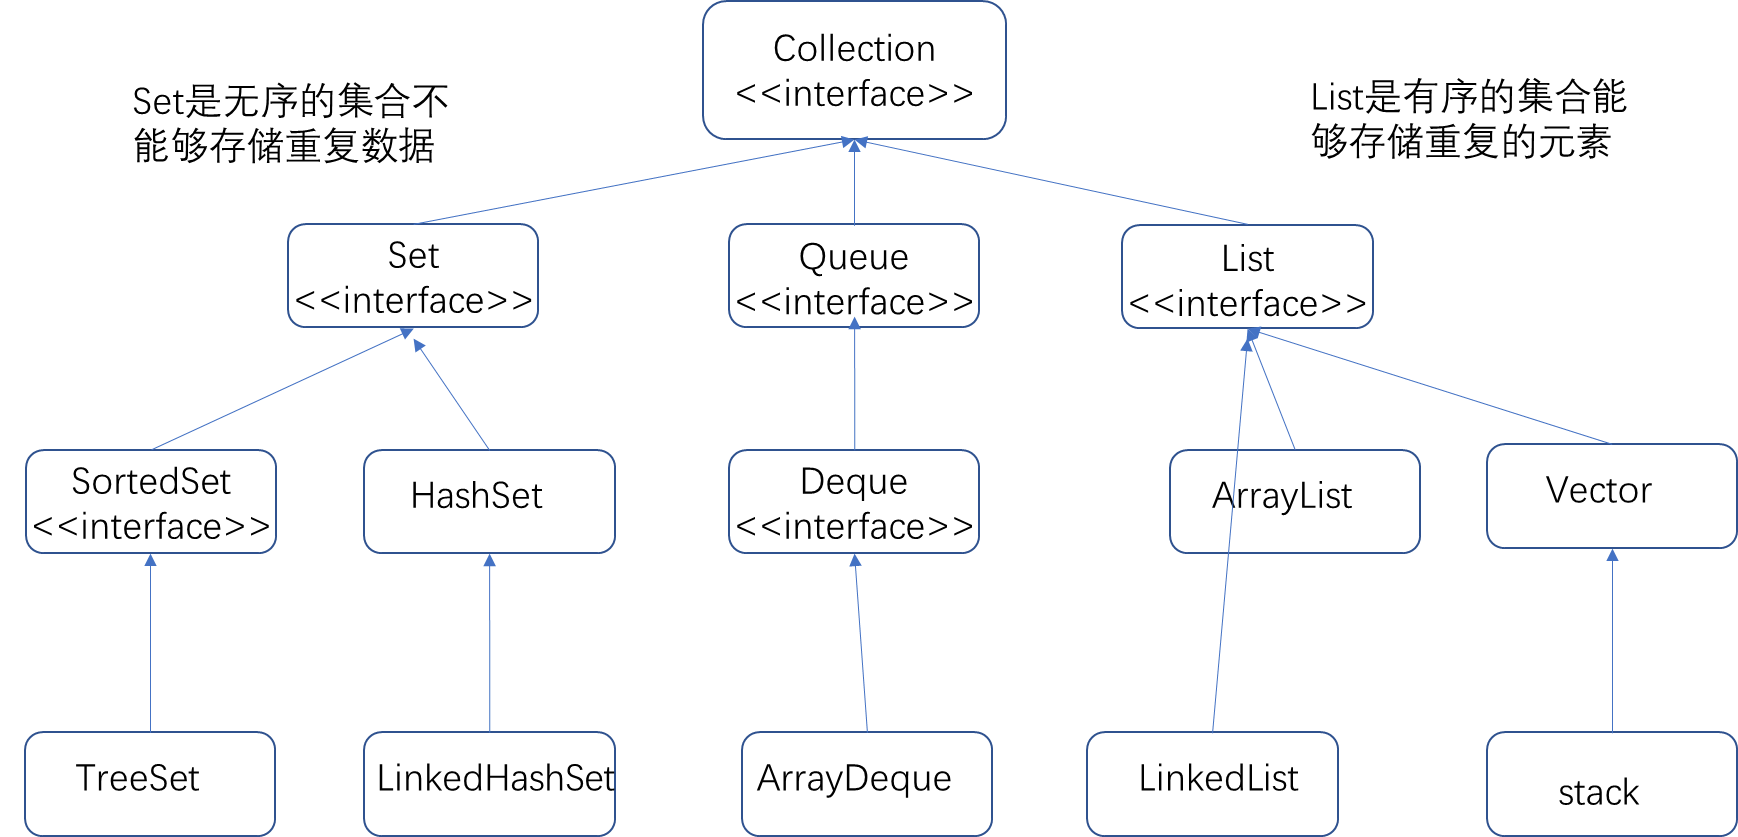 Collection
<<interface>>
Set是无序的集合不
能够存储重复数据
List是有序的集合能
够存储重复的元素
Set
<<interface>>
Queue
<<interface>>
List
<<interface>>
SortedSet
<<interface>>
HashSet
Deque
<<interface>>
ArrayList
Vector
TreeSet
LinkedHashSet
ArrayDeque
LinkedList
stack